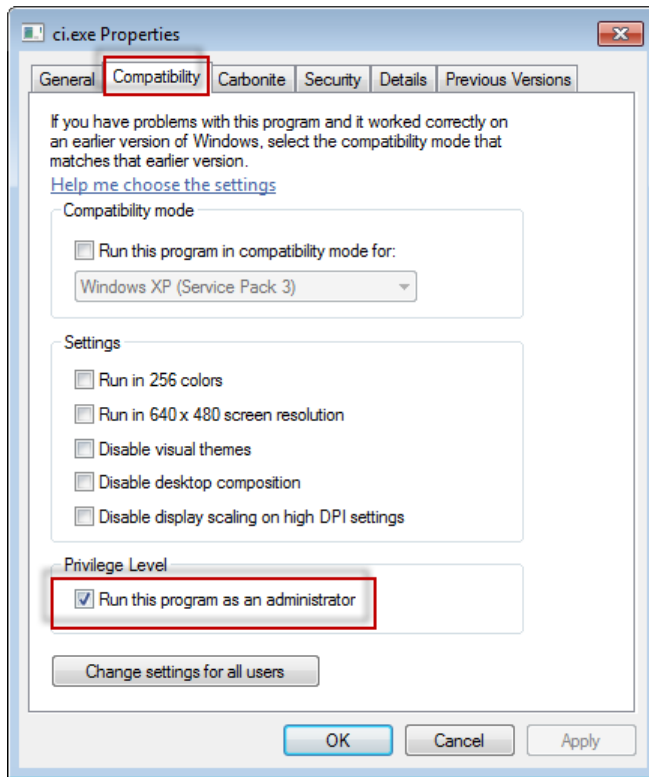 ci.exe Properties
General Compatibility Carbonite Security Details Previous Versions
If you have problems with this program and it worked correctly on
an earlier version of Windows, select the compatibility mode that
matches that earlier version.
Help me choose the settings
Compatibility mode
Run this program in compatibility mode for:
Windows XP (Service Pack 3)
Settings
Run in 256 colors
Run in 640 x 480 screen resolution
Disable visual themes
Disable desktop composition
Disable display scaling on high DPI settings
Privilege Level
Run this program as an administrator
Change settings for all users
OK Cancel Apply